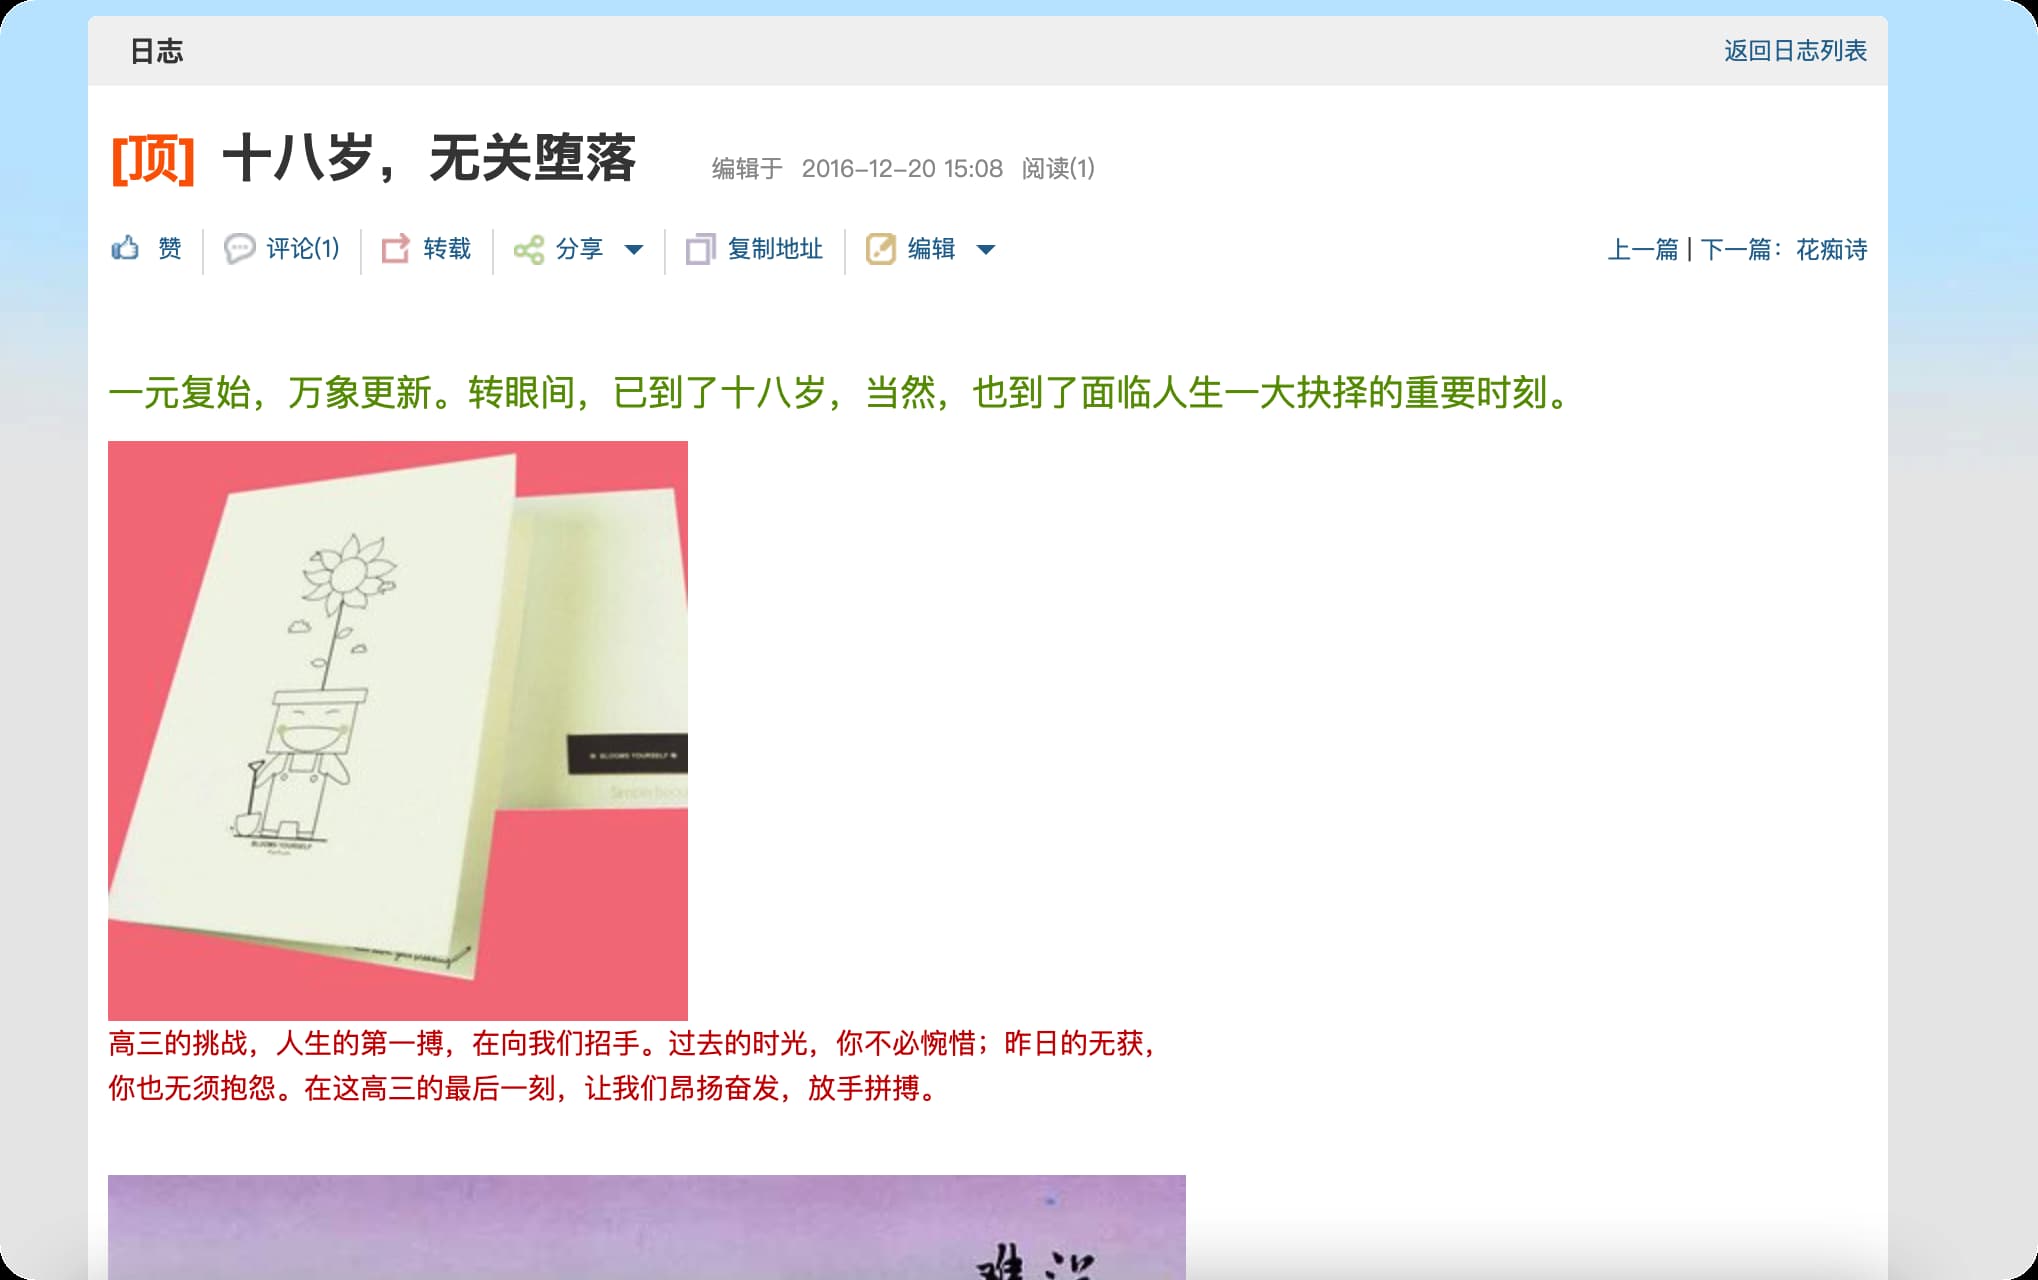 日志
返回日志列表
[顶] 十八岁，无关堕落 编辑于 2016-12-20 15:08 阅读(1)
赞 评论(1) 转载 分享 复制地址 编辑 上一篇 | 下一篇：花痴诗
一元复始，万象更新。转眼间，已到了十八岁，当然，也到了面临人生一大抉择的重要时刻。
BLOOMS YOURSELF
BLOOMS YOURSELF
高三的挑战，人生的第一搏，在向我们招手。过去的时光，你不必惋惜；昨日的无获，
你也无须抱怨。在这高三的最后一刻，让我们昂扬奋发，放手拼搏。